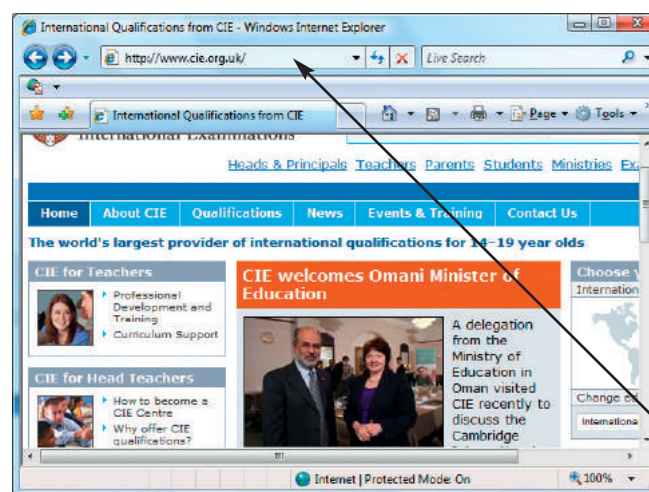 International Qualifications from CIE - Windows Internet Explorer
http://www.cie.org.uk/
Live Search
International Qualifications from CIE
Page
Tools
International Examinations
Heads & Principals Teachers Parents Students Ministries
Home About CIE Qualifications News Events & Training Contact Us
The world's largest provider of international qualifications for 14-19 year olds
CIE for Teachers
Professional
Development and
Training
Curriculum Support
CIE for Head Teachers
How to become a
CIE Centre
Why offer CIE
qualifications?
CIE welcomes Omani Minister of
Education
A delegation
from the
Ministry of
Education in
Oman visited
CIE recently to
discuss the
Cambridge
Choose
International
Change
International
Internet | Protected Mode: On
100%